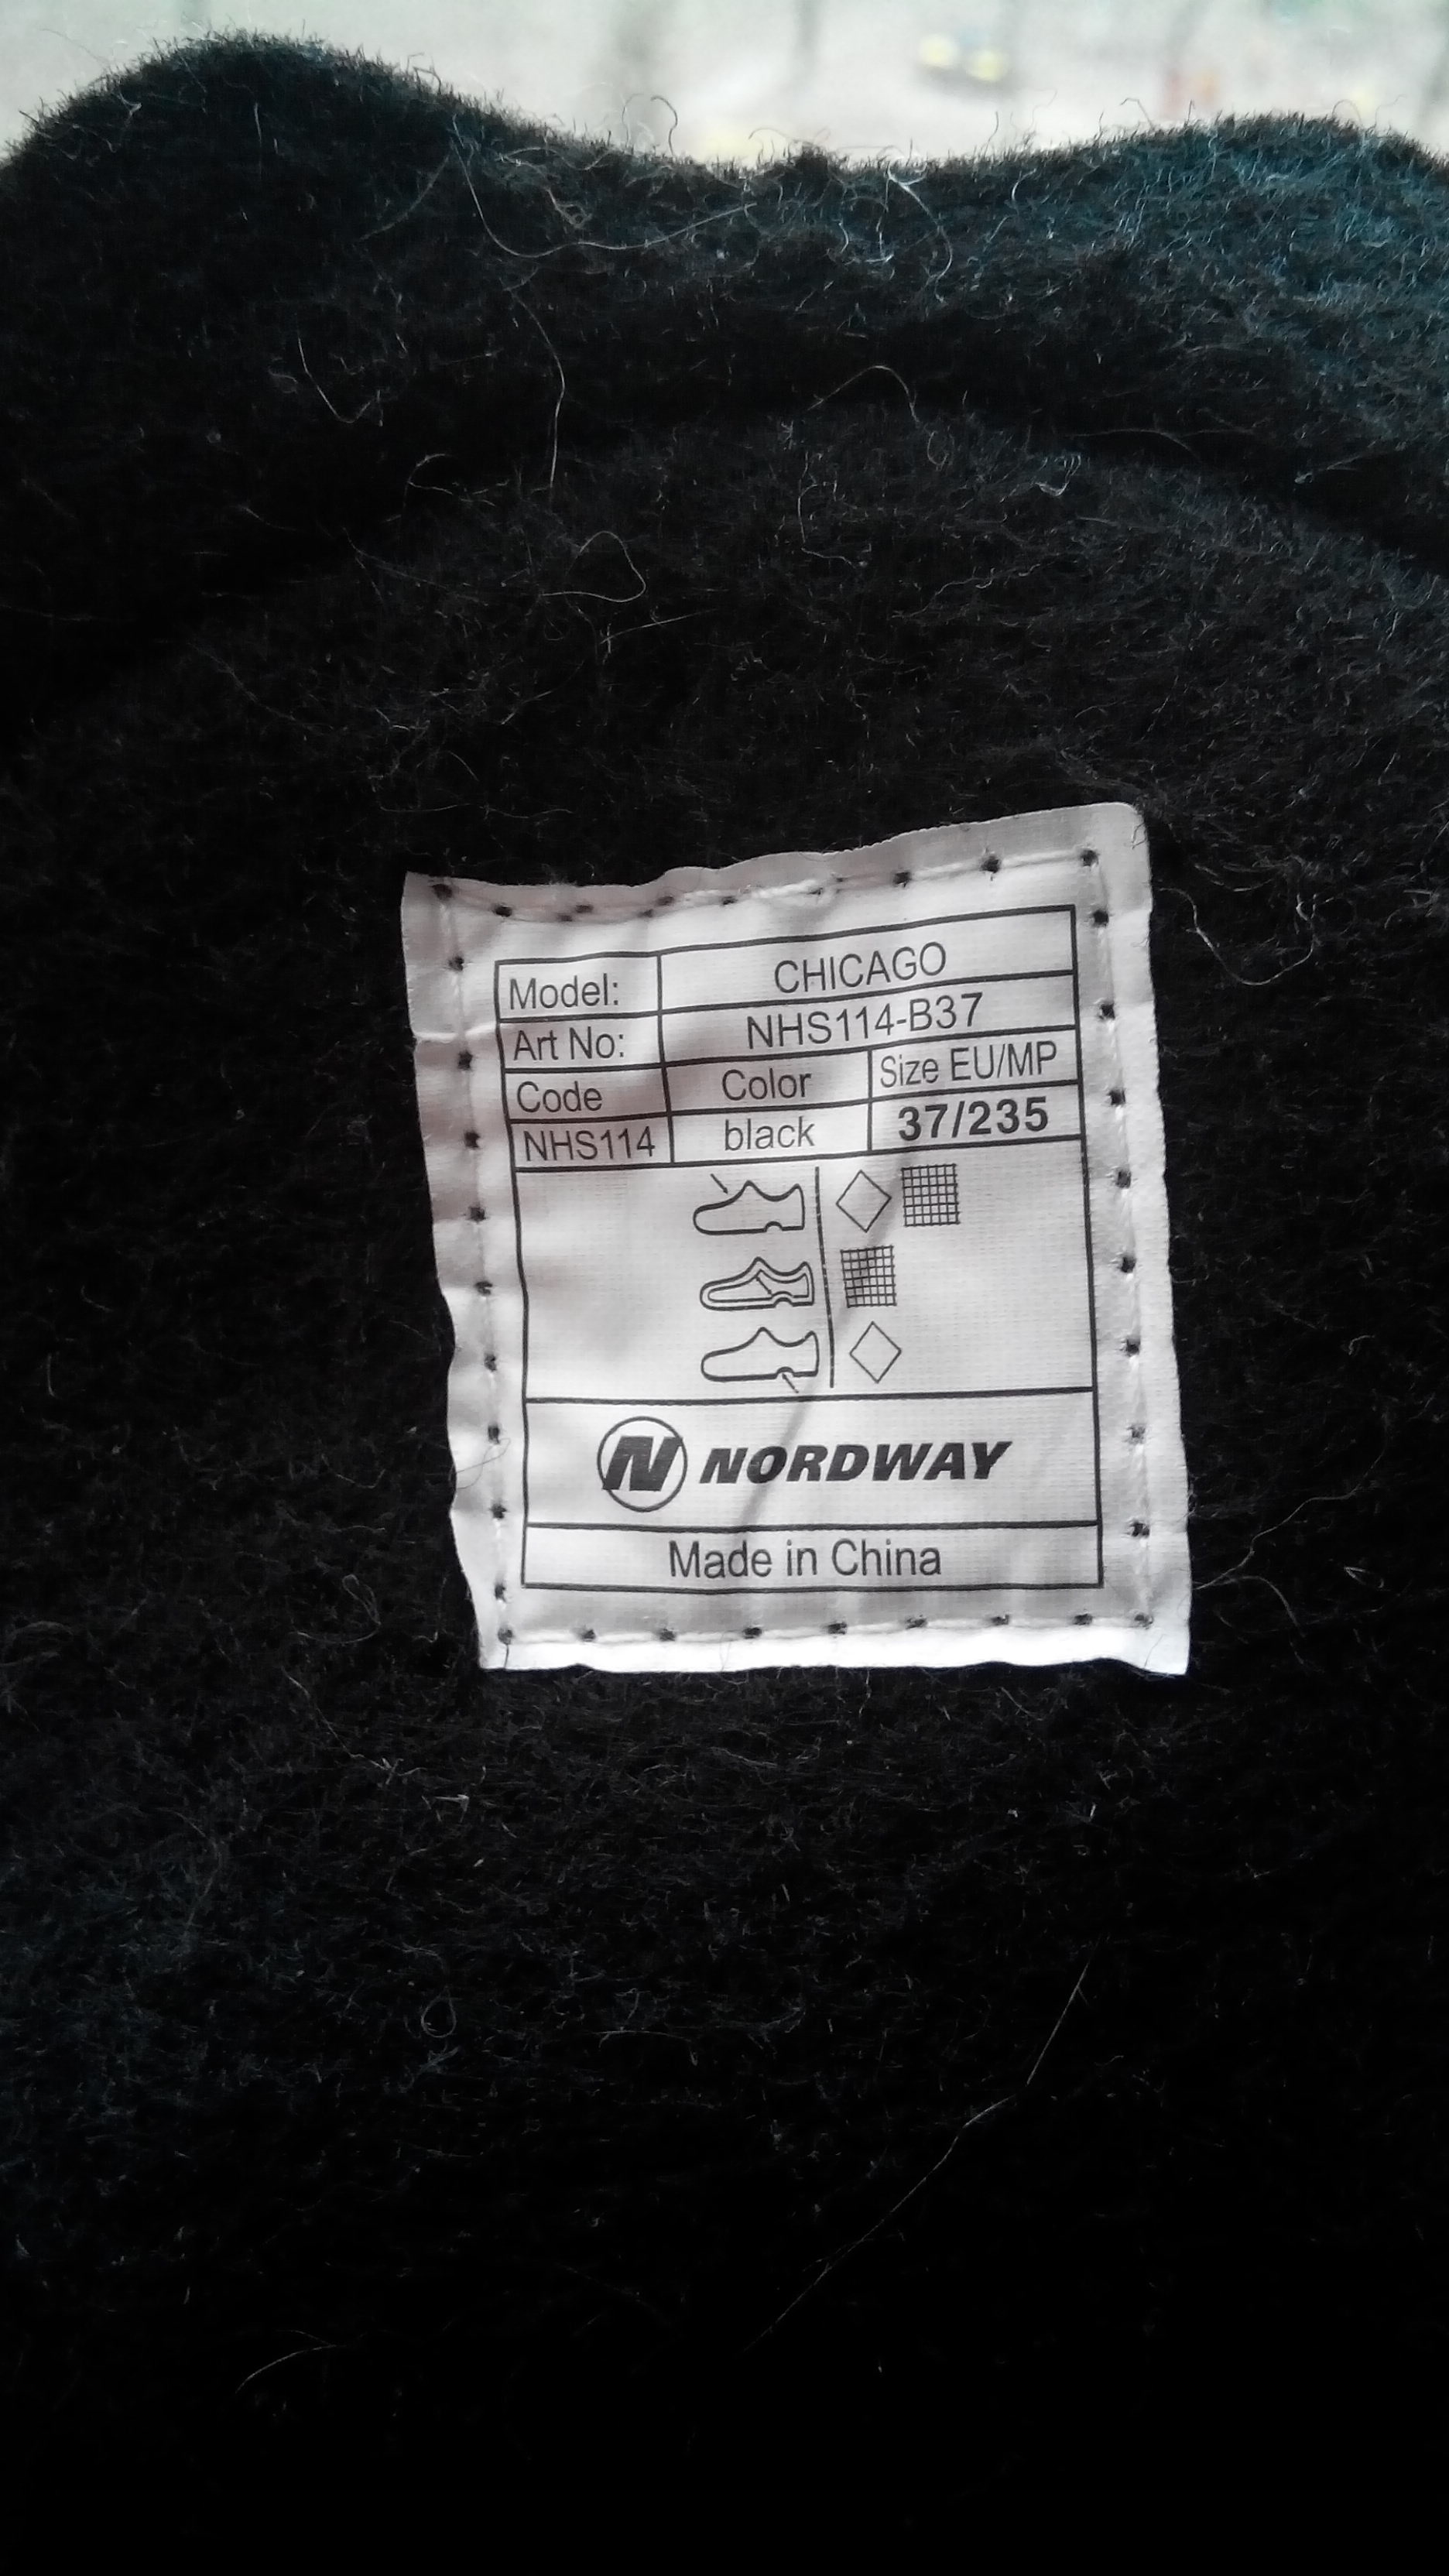 Model: CHICAGO
Art No: NHS114-B37
Code Color Size EU/MP
NHS114 black 37/235
N NORDWAY
Made in China